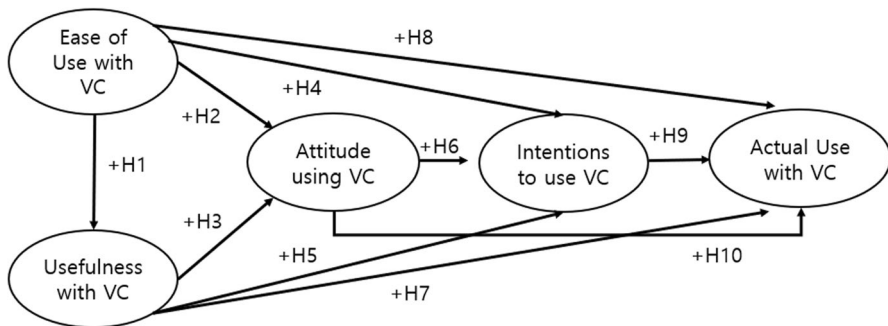 Ease of
Use with
VC
+H8
+H4
+H2
+H1
Attitude
using VC
+H6
Intentions
to use VC
+H9
Actual Use
with VC
+H3
Usefulness
with VC
+H5
+H10
+H7